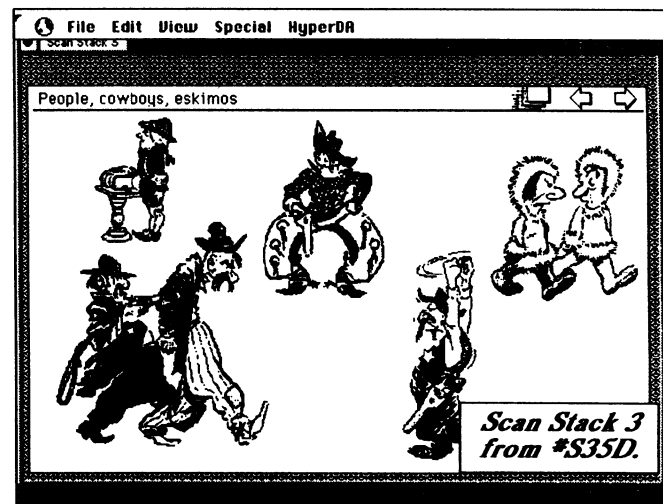 File Edit View Special HyperDA
Scan Stack 3
People, cowboys, eskimos
Scan Stack 3
from #S35D.